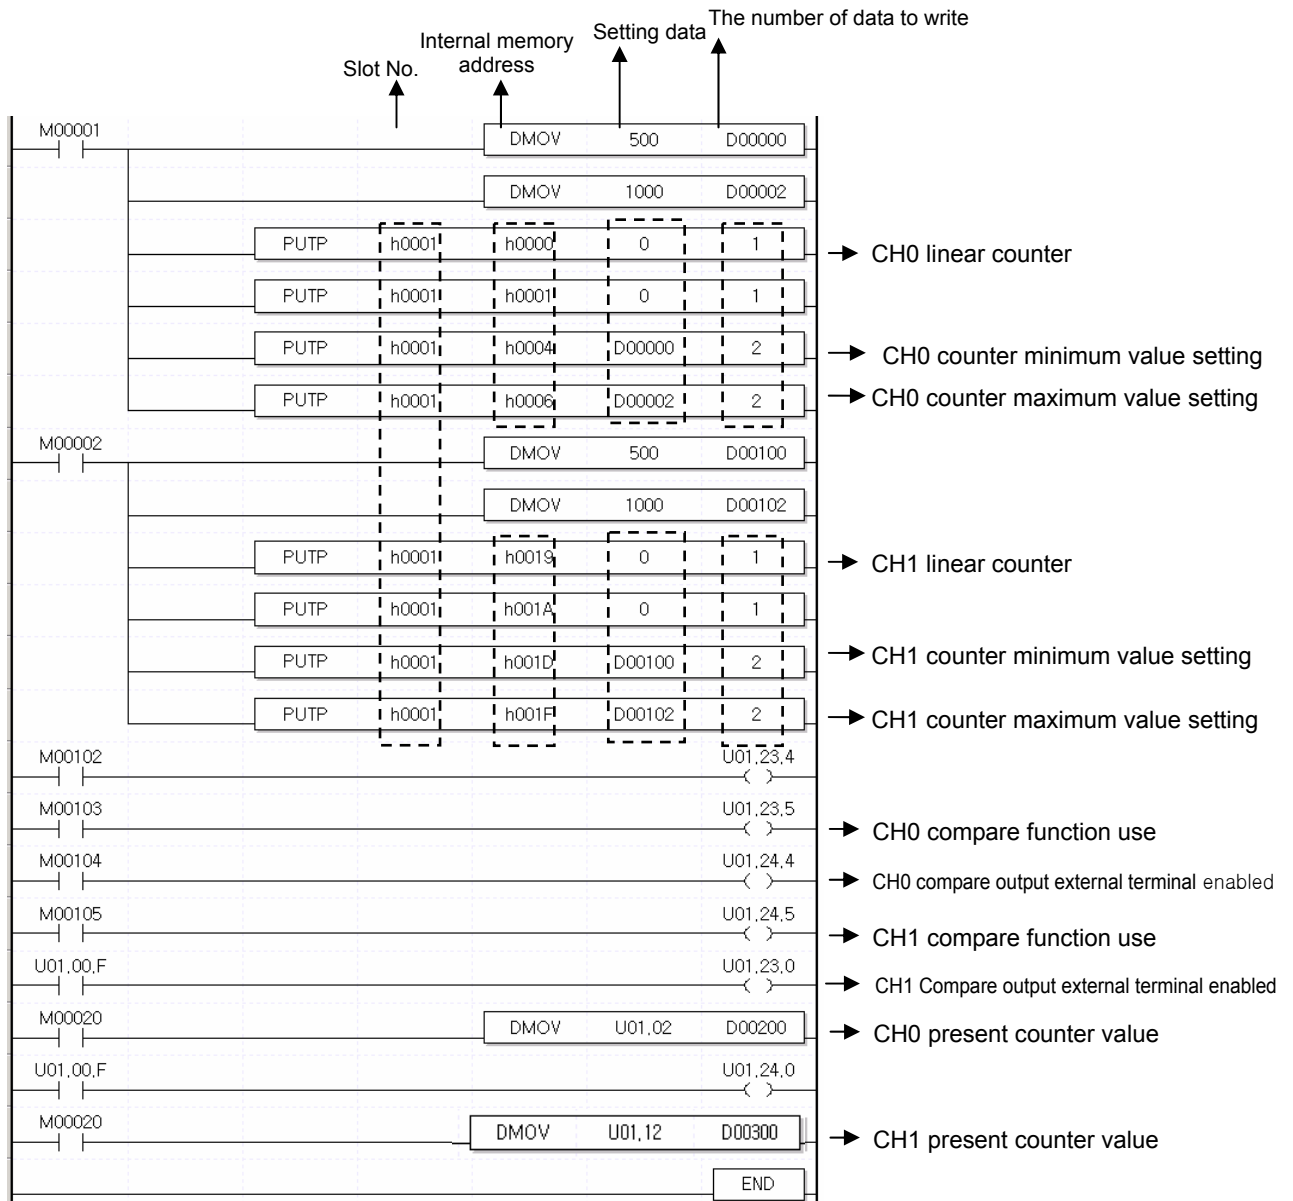 The number of data to write
Setting data
Internal memory
address
Slot No.
M00001
DMOV 500 D00000
DMOV 1000 D00002
PUTP h0001 h0000 0 1 CH0 linear counter
PUTP h0001 h0001 0 1
PUTP h0001 h0004 D00000 2 CH0 counter minimum value setting
PUTP h0001 h0006 D00002 2 CH0 counter maximum value setting
M00002
DMOV 500 D00100
DMOV 1000 D00102
PUTP h0001 h0019 0 1 CH1 linear counter
PUTP h0001 h001A 0 1
PUTP h0001 h001D D00100 2 CH1 counter minimum value setting
PUTP h0001 h001F D00102 2 CH1 counter maximum value setting
M00102 U01,23,4
M00103 U01,23,5
CH0 compare function use
M00104 U01,24,4
CH0 compare output external terminal enabled
M00105 U01,24,5
CH1 compare function use
U01,00,F U01,23,0
CH1 Compare output external terminal enabled
M00020
DMOV U01,02 D00200 CH0 present counter value
U01,00,F U01,24,0
M00020
DMOV U01,12 D00300 CH1 present counter value
END